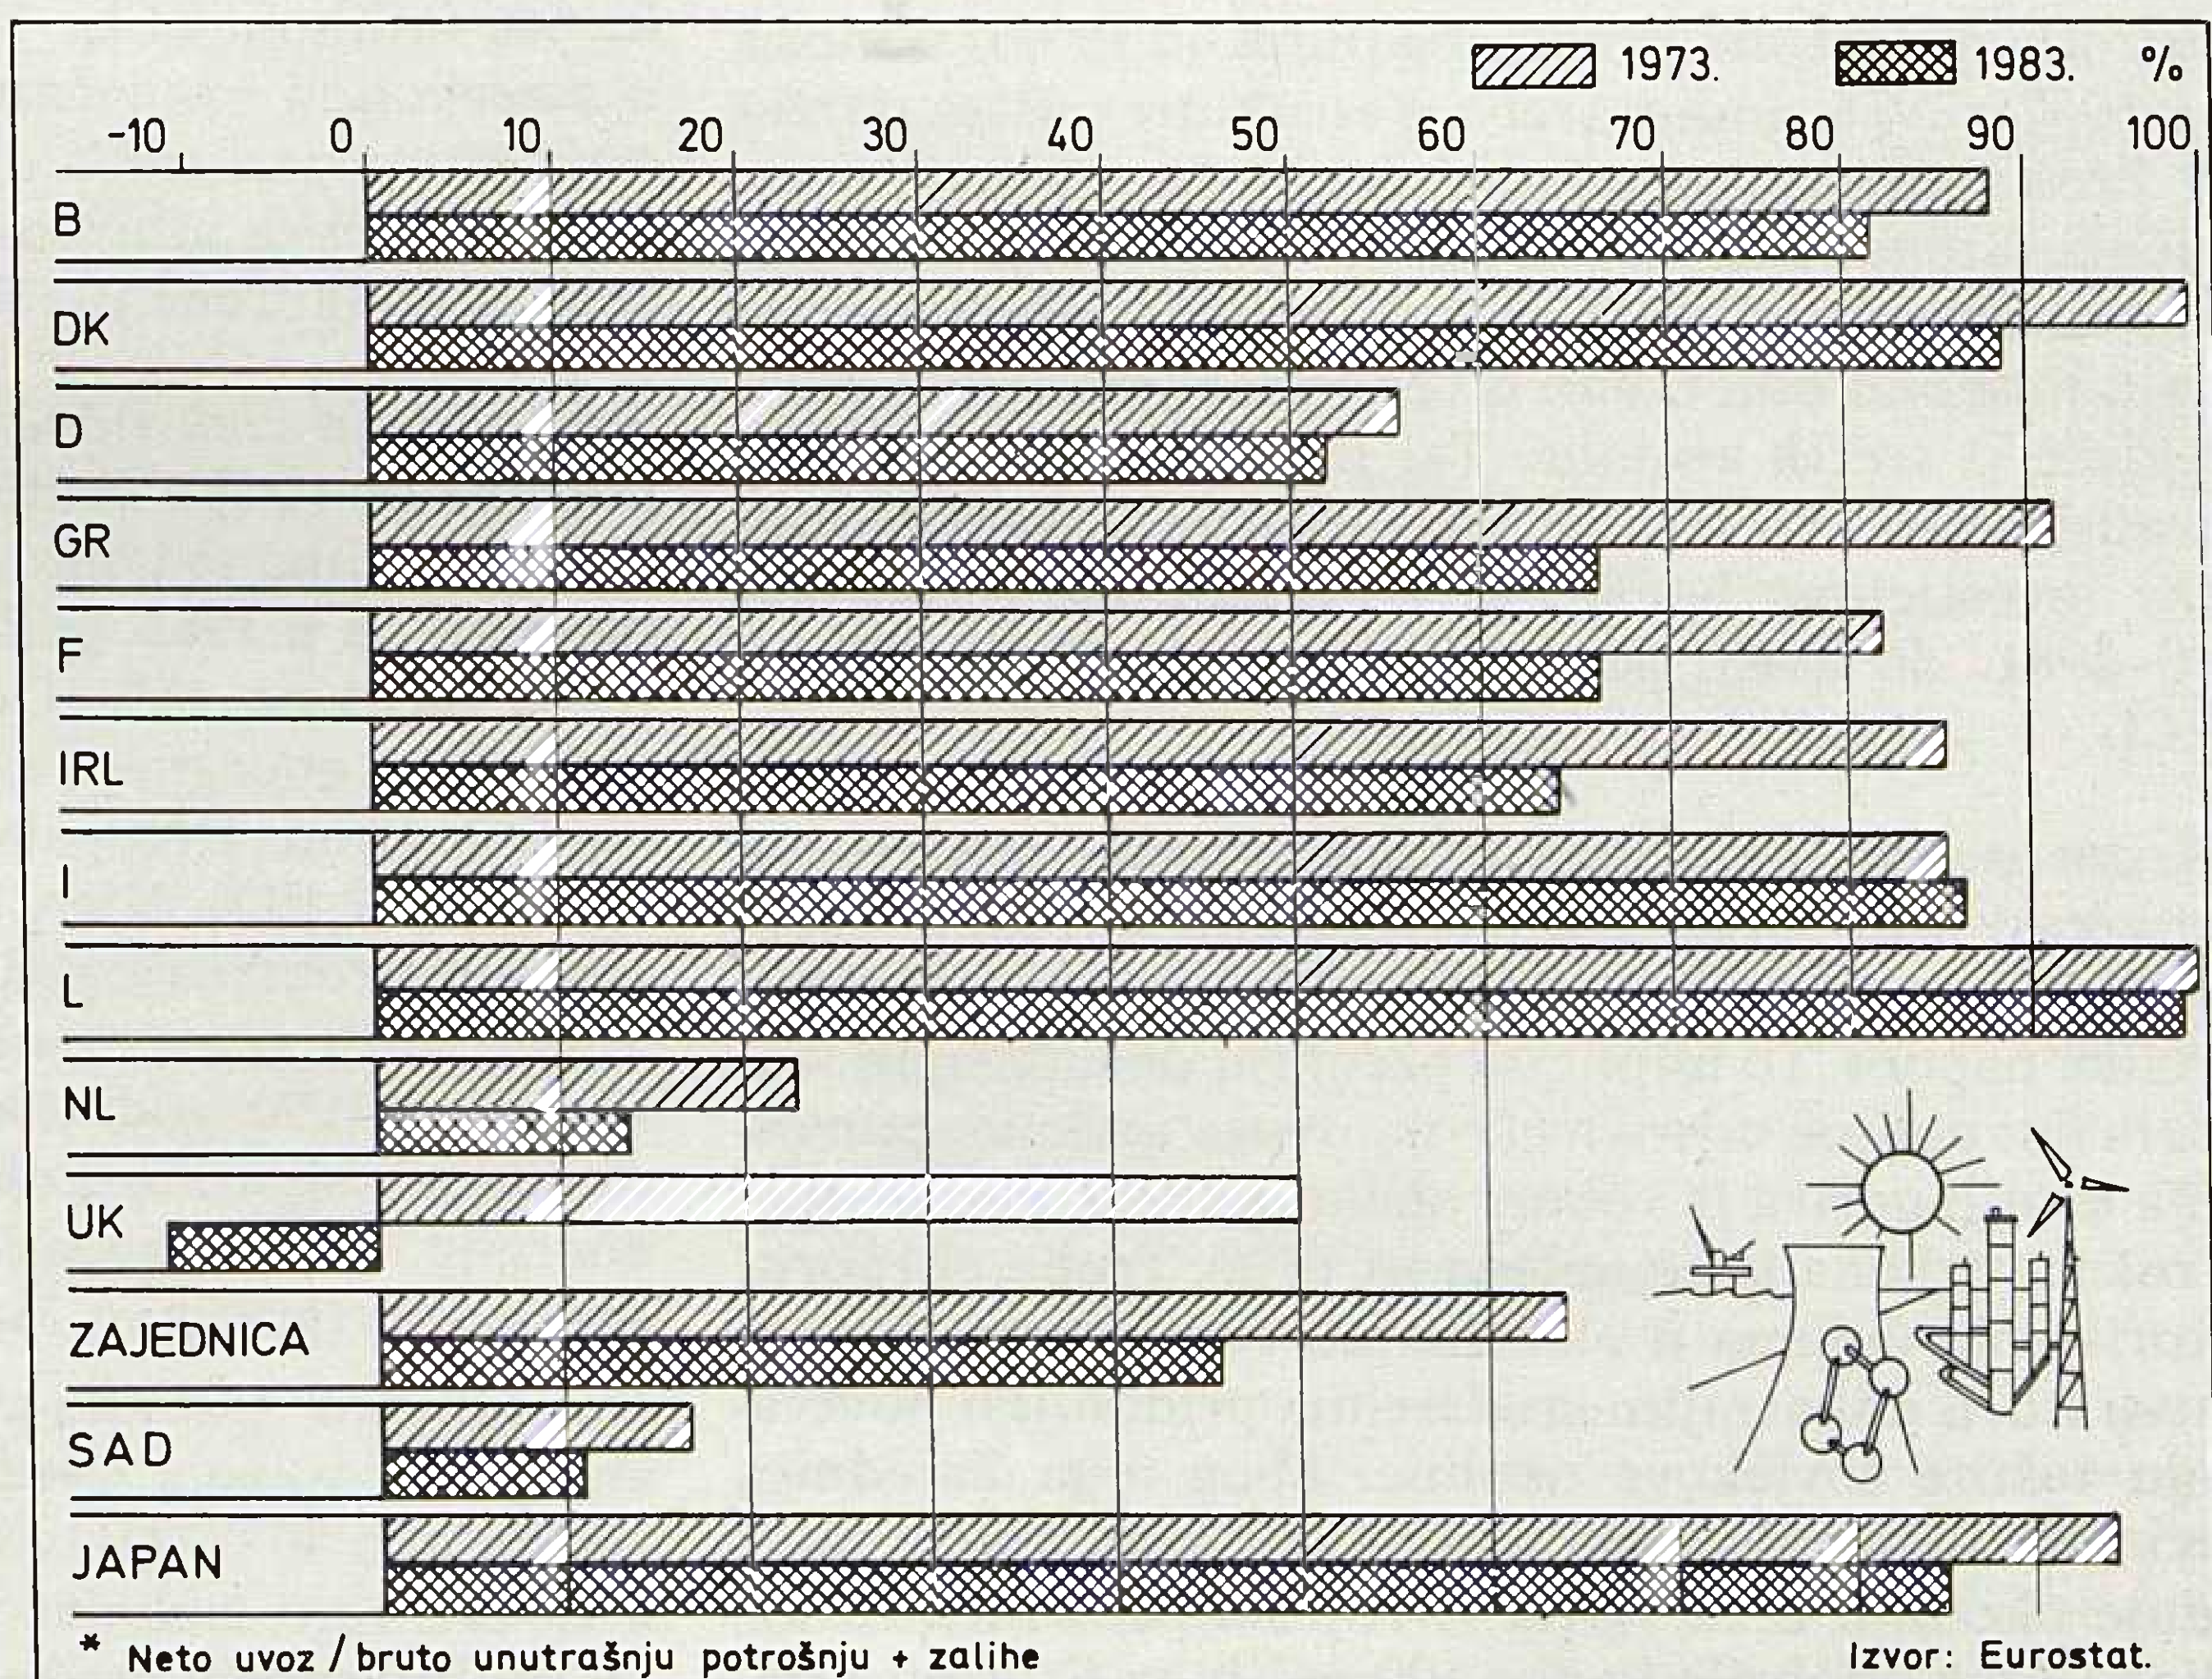 1973. 1983. %
-10 0 10 20 30 40 50 60 70 80 90 100
B
DK
D
GR
F
IRL
I
L
NL
UK
ZAJEDNICA
SAD
JAPAN
* Neto uvoz / bruto unutrašnju potrošnju + zalihe
Izvor: Eurostat.